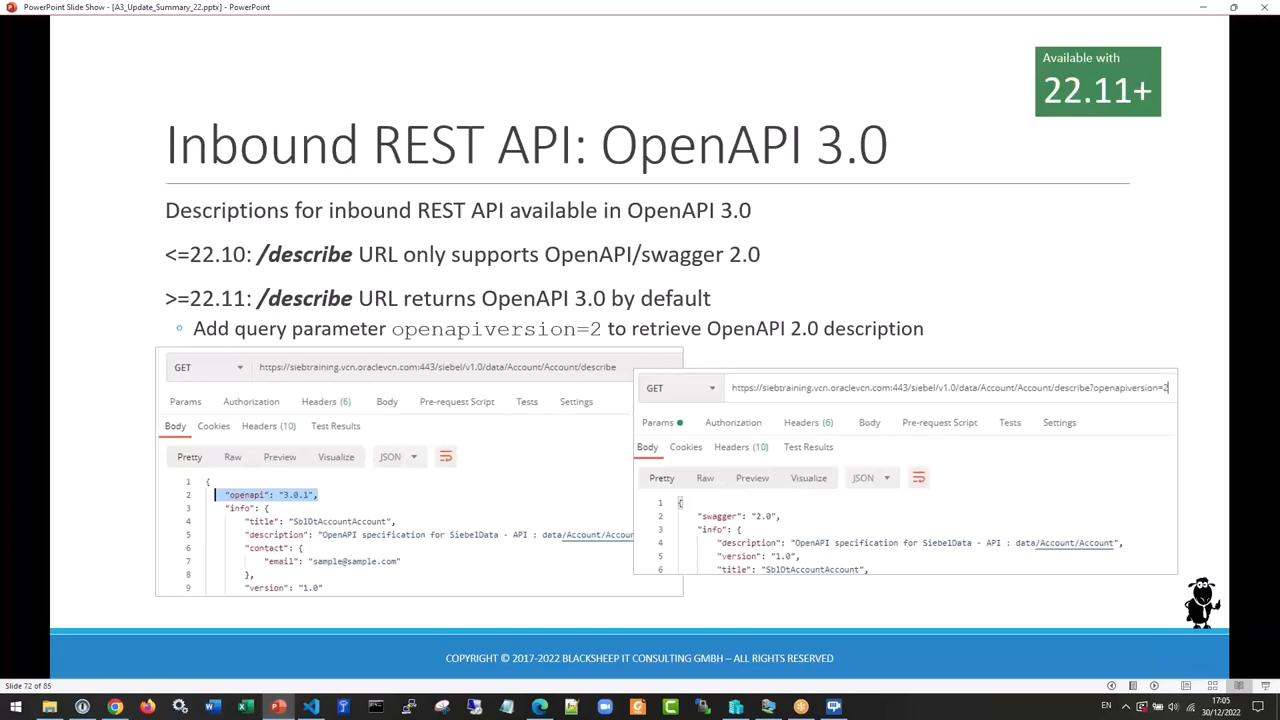 PowerPoint Slide Show - [A3_Update_Summary_22.pptx] - PowerPoint
Available with
22.11+
Inbound REST API: OpenAPI 3.0
Descriptions for inbound REST API available in OpenAPI 3.0
<=22.10: /describe URL only supports OpenAPI/swagger 2.0
>=22.11: /describe URL returns OpenAPI 3.0 by default
Add query parameter openapiversion=2 to retrieve OpenAPI 2.0 description
GET https://siebtraining.vcn.oraclevcn.com:443/siebel/v1.0/data/Account/Account/describe
Params Authorization Headers (6) Body Pre-request Script Tests Settings
Body Cookies Headers (10) Test Results
Pretty Raw Preview Visualize JSON
1 {
2 "openapi": "3.0.1",
3 "info": {
4 "title": "SblDtAccountAccount",
5 "description": "OpenAPI specification for SiebelData - API : data/Account/Accoun
6 "contact": {
7 "email": "sample@sample.com"
8 },
9 "version": "1.0"
GET https://siebtraining.vcn.oraclevcn.com:443/siebel/v1.0/data/Account/Account/describe?openapiversion=2
Params Authorization Headers (6) Body Pre-request Script Tests Settings
Body Cookies Headers (10) Test Results
Pretty Raw Preview Visualize JSON
1 {
2 "swagger": "2.0",
3 "info": {
4 "description": "OpenAPI specification for SiebelData - API : data/Account/Account",
5 "version": "1.0",
6 "title": "SblDtAccountAccount",
COPYRIGHT © 2017-2022 BLACKSHEEP IT CONSULTING GMBH – ALL RIGHTS RESERVED
Slide 72 of 85
EN
17:05
30/12/2022